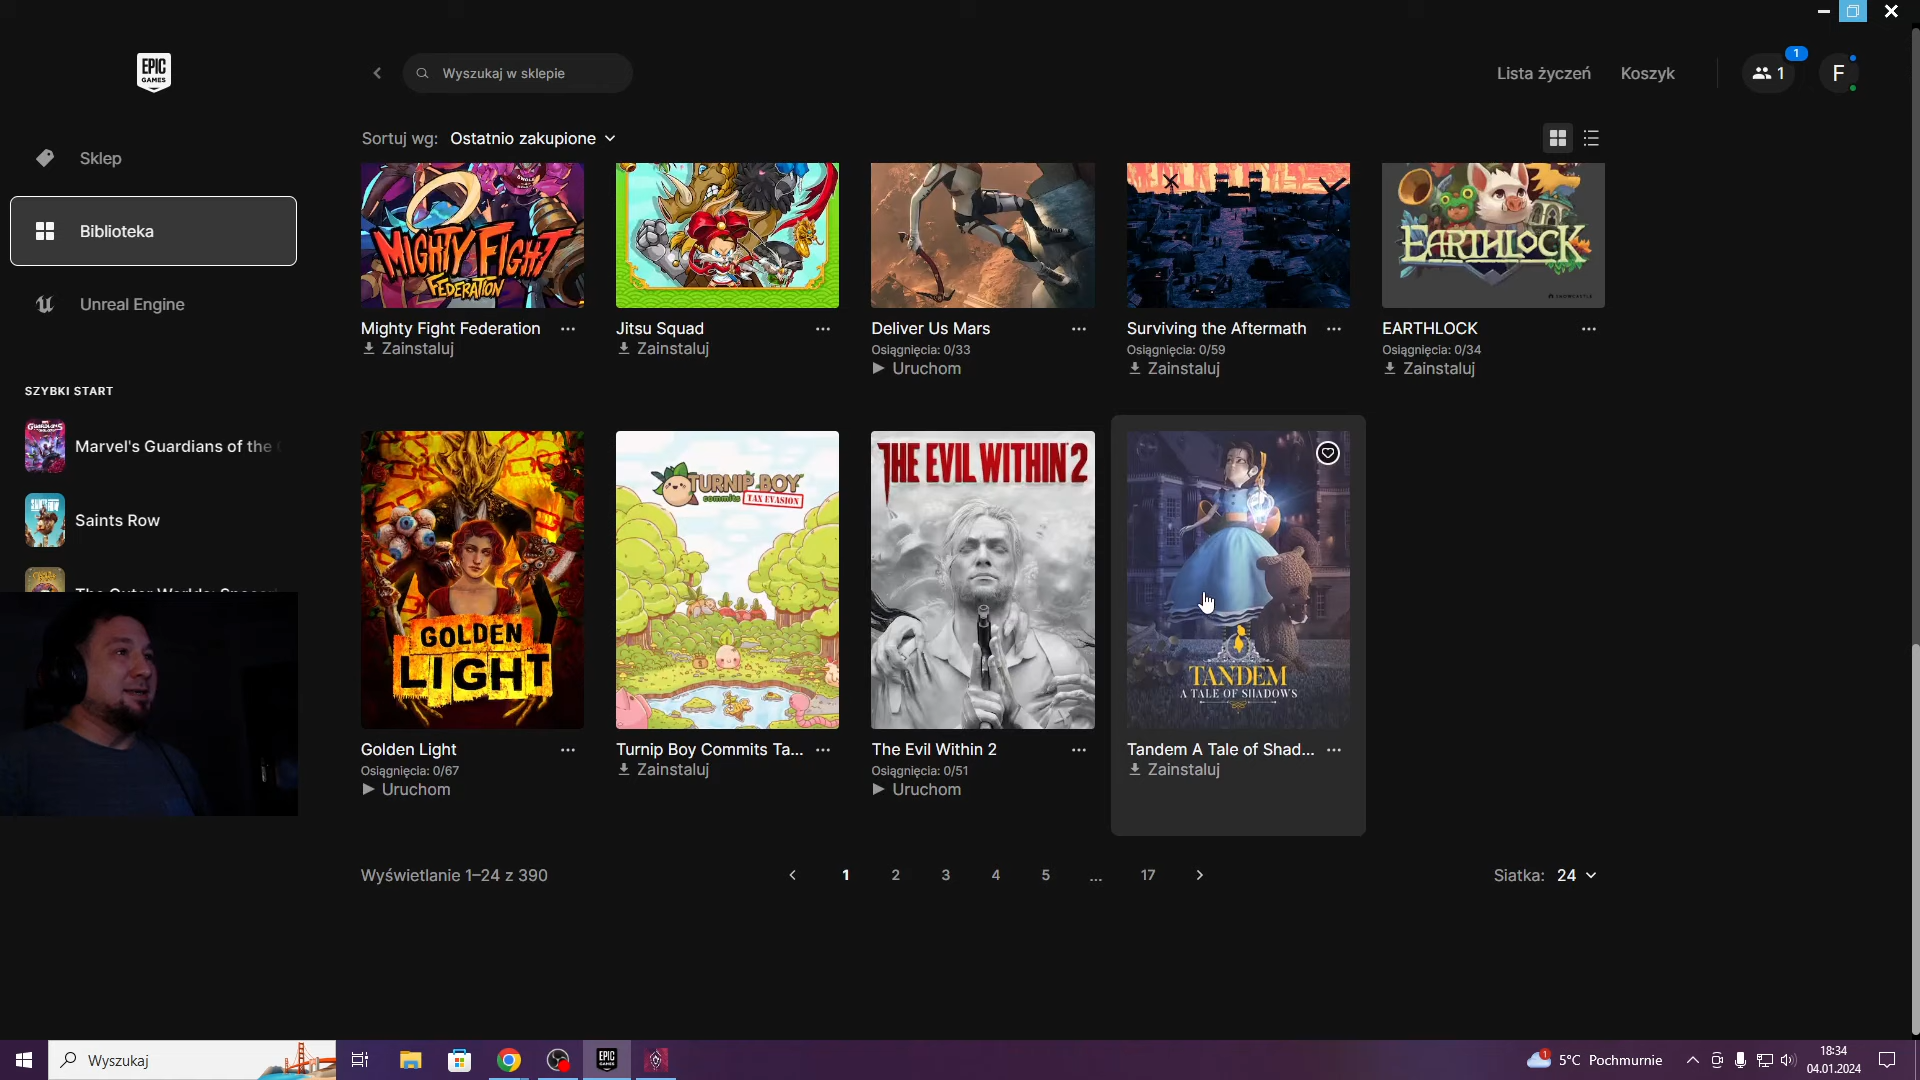 EPIC
GAMES
Wyszukaj w sklepie
Lista życzeń
Koszyk
1
1
F
Sklep
Biblioteka
Unreal Engine
SZYBKI START
Marvel's Guardians of the
Saints Row
Sortuj wg: Ostatnio zakupione
MIGHTY FIGHT
FEDERATION
EARTHLOCK
Mighty Fight Federation
Zainstaluj
Jitsu Squad
Zainstaluj
Deliver Us Mars
Osiągnięcia: 0/33
Uruchom
Surviving the Aftermath
Osiągnięcia: 0/59
Zainstaluj
EARTHLOCK
Osiągnięcia: 0/34
Zainstaluj
GOLDEN
LIGHT
TURNIP BOY
commits TAX EVASION
THE EVIL WITHIN 2
TANDEM
A TALE OF SHADOWS
Golden Light
Osiągnięcia: 0/67
Uruchom
Turnip Boy Commits Ta...
Zainstaluj
The Evil Within 2
Osiągnięcia: 0/51
Uruchom
Tandem A Tale of Shad...
Zainstaluj
Wyświetlanie 1–24 z 390
1 2 3 4 5 ... 17
Siatka: 24
Wyszukaj
EPIC
GAMES
1
5°C Pochmurnie
18:34
04.01.2024